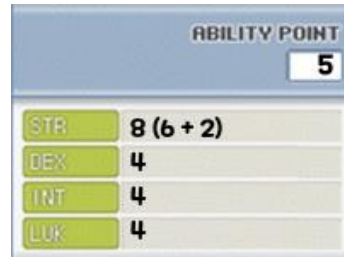 ABILITY POINT
5
STR 8 (6 + 2)
DEX 4
INT 4
LUK 4